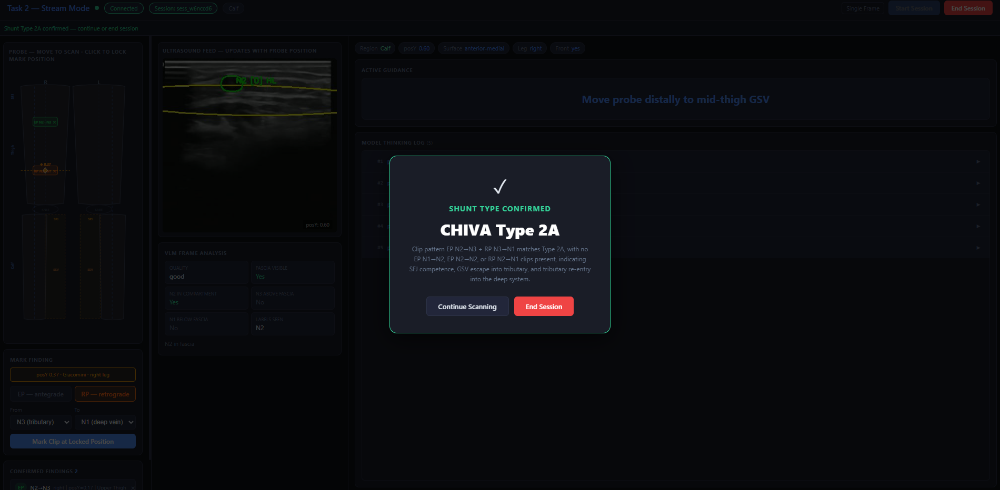 Task 2 — Stream Mode
Connected
Session: sess_w6nccd6
Calf
Single Frame
Start Session
End Session
Shunt Type 2A confirmed — continue or end session
PROBE — MOVE TO SCAN · CLICK TO LOCK
MARK POSITION
R
L
Thigh
Calf
EP N2→N3 ✕
0.37
ULTRASOUND FEED — UPDATES WITH PROBE POSITION
posY: 0.60
VLM FRAME ANALYSIS
QUALITY
good
FASCIA VISIBLE
Yes
N2 IN COMPARTMENT
Yes
N3 ABOVE FASCIA
No
N1 BELOW FASCIA
No
LABELS SEEN
N2
N2 in fascia
MARK FINDING
posY 0.37 · Giacomini · right leg
EP — antegrade
RP — retrograde
From
To
N3 (tributary)
N1 (deep vein)
Mark Clip at Locked Position
CONFIRMED FINDINGS 2
EP N2→N3 right | posY=0.17 | Upper Thigh ✕
Region Calf
posY 0.60
Surface anterior-medial
Leg right
Front yes
ACTIVE GUIDANCE
Move probe distally to mid-thigh GSV
MODEL THINKING LOG (5)
#1
#2
#3
#4
#5
✓
SHUNT TYPE CONFIRMED
CHIVA Type 2A
Clip pattern EP N2→N3 + RP N3→N1 matches Type 2A, with no
EP N1→N2, EP N2→N2, or RP N2→N1 clips present, indicating
SFJ competence, GSV escape into tributary, and tributary re-entry
into the deep system.
Continue Scanning
End Session